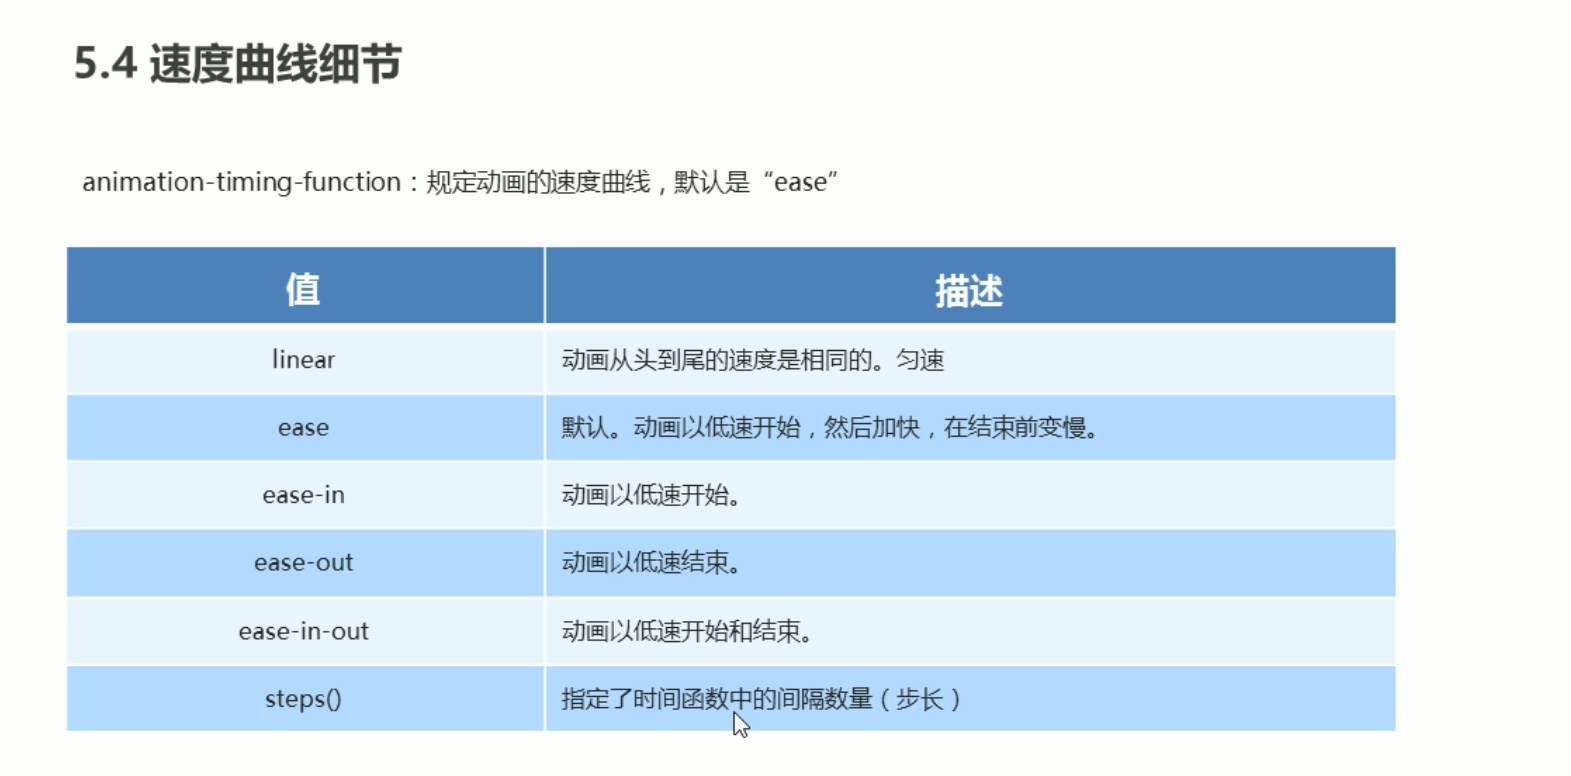 5.4 速度曲线细节
animation-timing-function：规定动画的速度曲线，默认是“ease”
值 描述
linear 动画从头到尾的速度是相同的。匀速
ease 默认。动画以低速开始，然后加快，在结束前变慢。
ease-in 动画以低速开始。
ease-out 动画以低速结束。
ease-in-out 动画以低速开始和结束。
steps() 指定了时间函数中的间隔数量（步长）